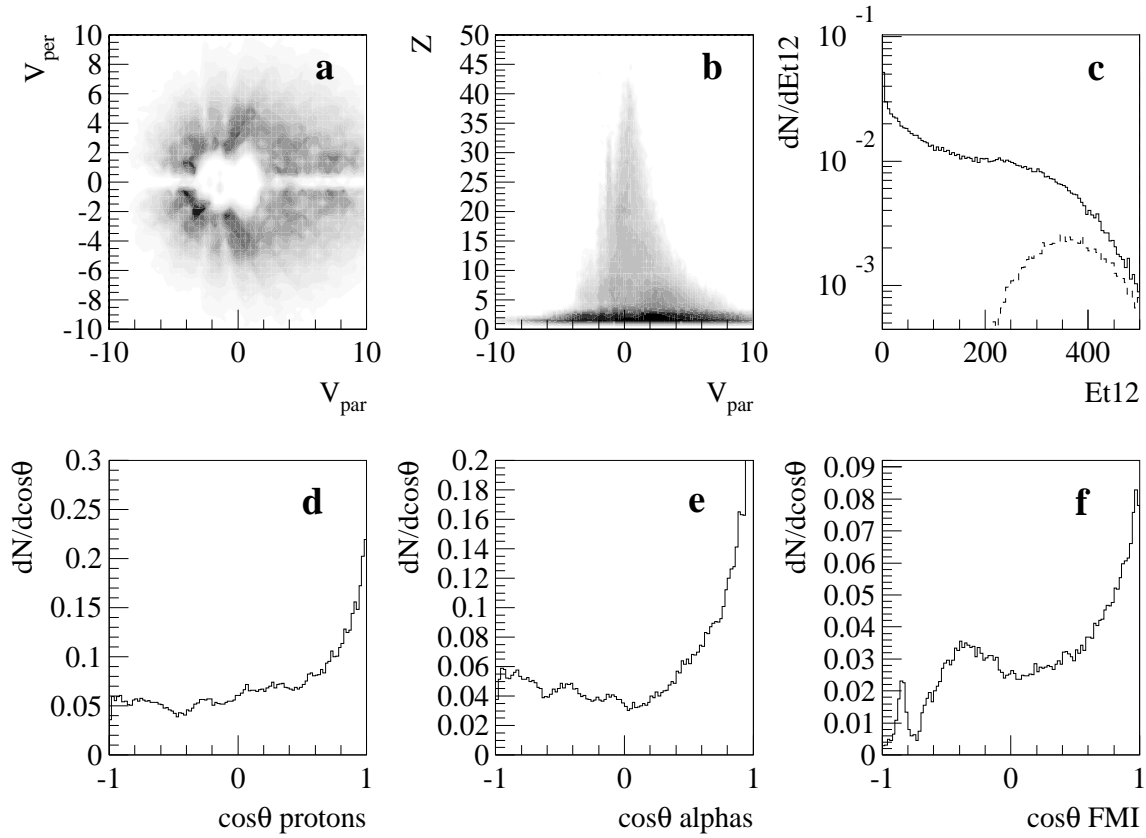 V_per
10
8
6
4
2
0
-2
-4
-6
-8
-10
-10 0 10
V_par
a
Z
50
45
40
35
30
25
20
15
10
5
0
-10 0 10
V_par
b
dN/dEt12
10^-1
10^-2
10^-3
0 200 400
Et12
c
dN/dcosθ
0.3
0.25
0.2
0.15
0.1
0.05
0
-1 0 1
cosθ protons
d
dN/dcosθ
0.2
0.18
0.16
0.14
0.12
0.1
0.08
0.06
0.04
0.02
0
-1 0 1
cosθ alphas
e
dN/dcosθ
0.09
0.08
0.07
0.06
0.05
0.04
0.03
0.02
0.01
0
-1 0 1
cosθ FMI
f